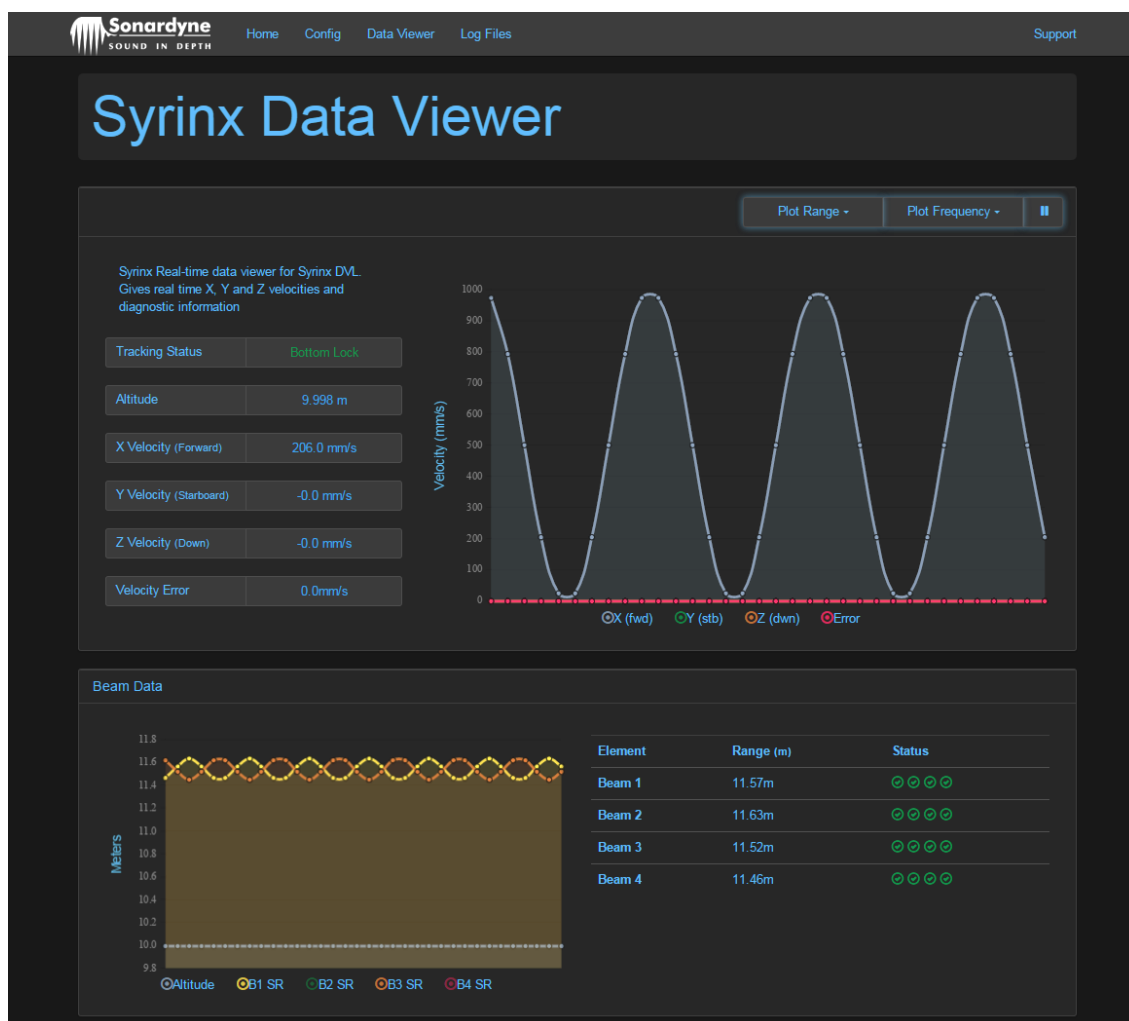 Sonardyne
SOUND IN DEPTH
Home Config Data Viewer Log Files Support
Syrinx Data Viewer
Plot Range Plot Frequency
Syrinx Real-time data viewer for Syrinx DVL.
Gives real time X, Y and Z velocities and
diagnostic information
Tracking Status Bottom Lock
Altitude 9.998 m
X Velocity (Forward) 206.0 mm/s
Y Velocity (Starboard) -0.0 mm/s
Z Velocity (Down) -0.0 mm/s
Velocity Error 0.0mm/s
Velocity (mm/s)
1000
900
800
700
600
500
400
300
200
100
0
X (fwd) Y (stb) Z (dwn) Error
Beam Data
Meters
11.8
11.6
11.4
11.2
11.0
10.8
10.6
10.4
10.2
10.0
9.8
Altitude B1 SR B2 SR B3 SR B4 SR
Element Range (m) Status
Beam 1 11.57m
Beam 2 11.63m
Beam 3 11.52m
Beam 4 11.46m